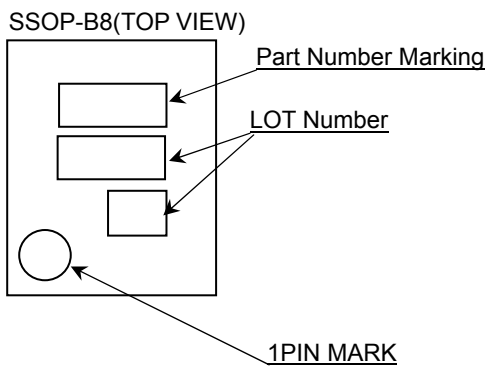 SSOP-B8(TOP VIEW)
Part Number Marking
LOT Number
1PIN MARK